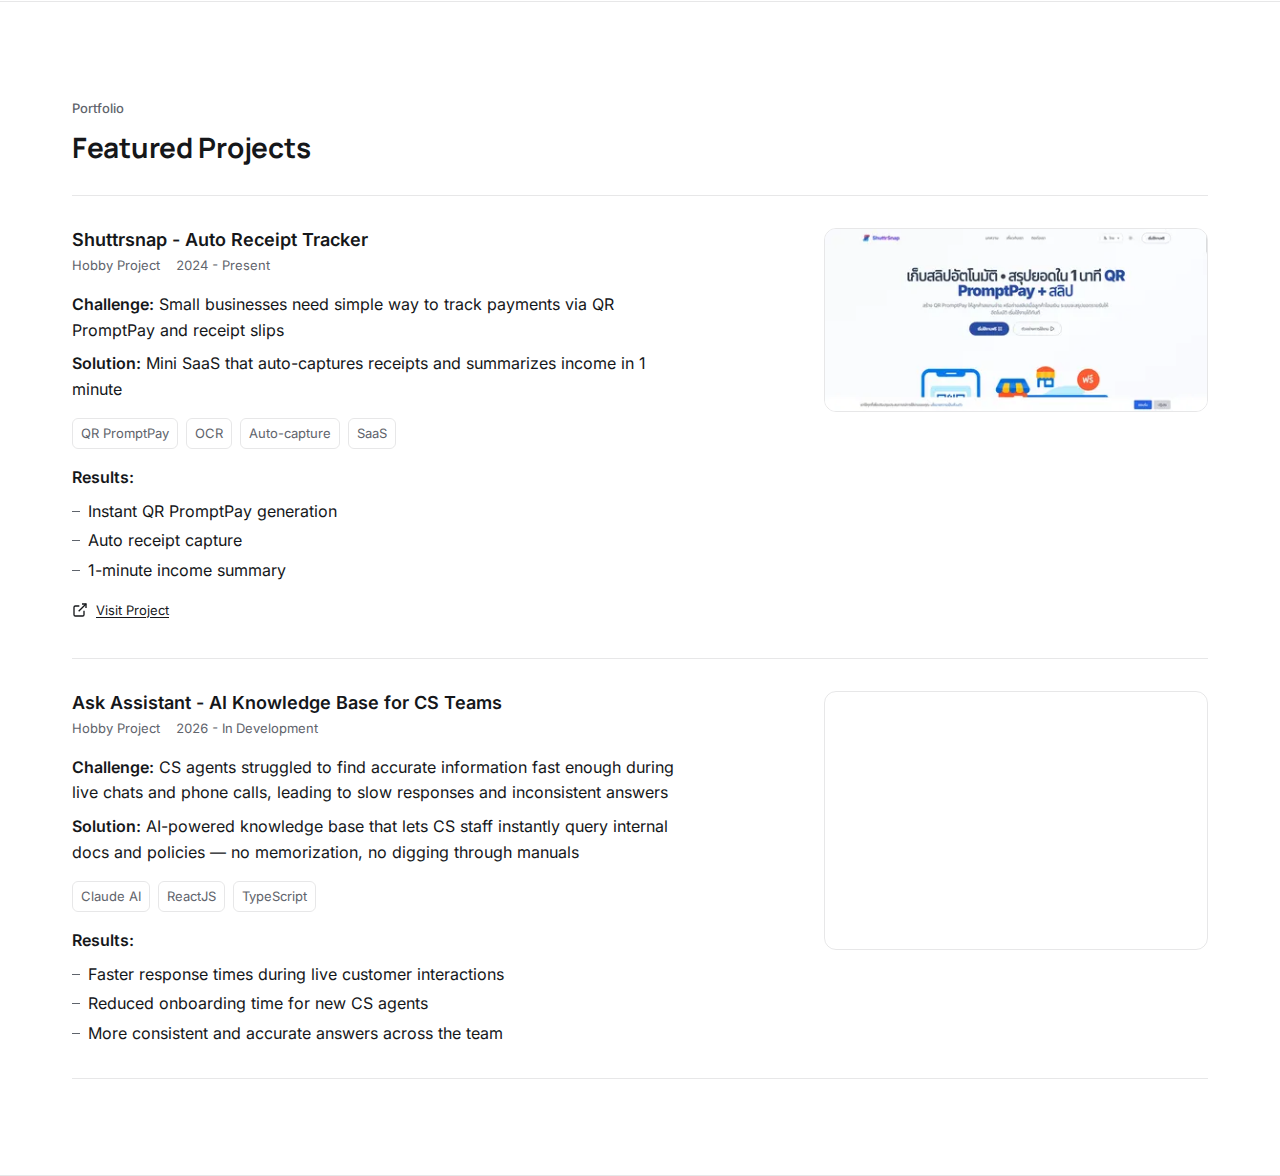 Portfolio
Featured Projects
Shuttrsnap - Auto Receipt Tracker
Hobby Project 2024 - Present
Challenge: Small businesses need simple way to track payments via QR
PromptPay and receipt slips
Solution: Mini SaaS that auto-captures receipts and summarizes income in 1
minute
QR PromptPay OCR Auto-capture SaaS
Results:
– Instant QR PromptPay generation
– Auto receipt capture
– 1-minute income summary
Visit Project
ShuttrSnap
เก็บสลิปอัตโนมัติ • สรุปยอดใน 1 นาที QR
PromptPay + สลิป
ฟรี
Ask Assistant - AI Knowledge Base for CS Teams
Hobby Project 2026 - In Development
Challenge: CS agents struggled to find accurate information fast enough during
live chats and phone calls, leading to slow responses and inconsistent answers
Solution: AI-powered knowledge base that lets CS staff instantly query internal
docs and policies — no memorization, no digging through manuals
Claude AI ReactJS TypeScript
Results:
– Faster response times during live customer interactions
– Reduced onboarding time for new CS agents
– More consistent and accurate answers across the team